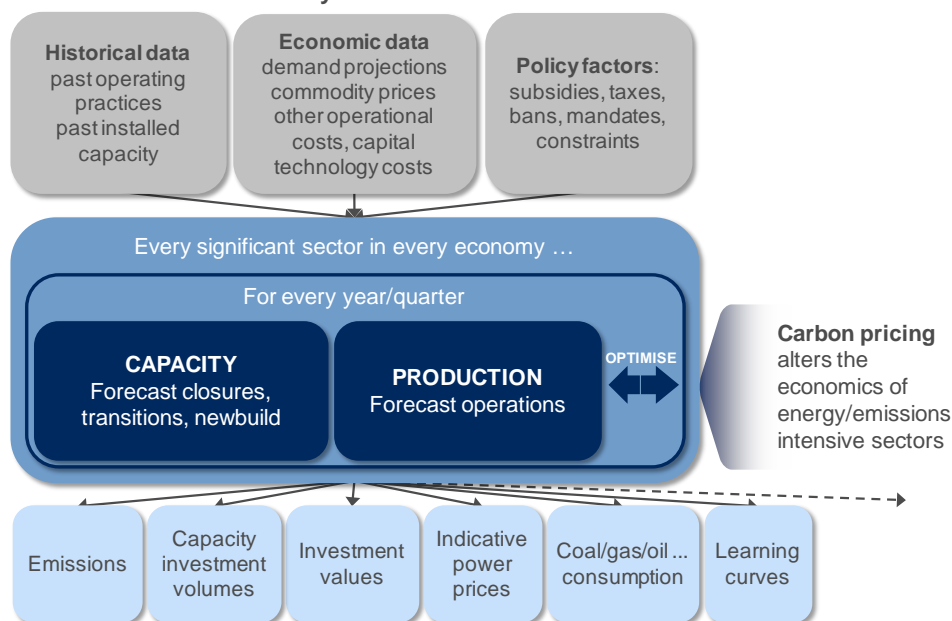 Historical data
past operating
practices
past installed
capacity
Economic data
demand projections
commodity prices
other operational
costs, capital
technology costs
Policy factors:
subsidies, taxes,
bans, mandates,
constraints
Every significant sector in every economy …
For every year/quarter
CAPACITY
Forecast closures,
transitions, newbuild
PRODUCTION
Forecast operations
OPTIMISE
Carbon pricing
alters the
economics of
energy/emissions
intensive sectors
Emissions
Capacity
investment
volumes
Investment
values
Indicative
power
prices
Coal/gas/oil ...
consumption
Learning
curves